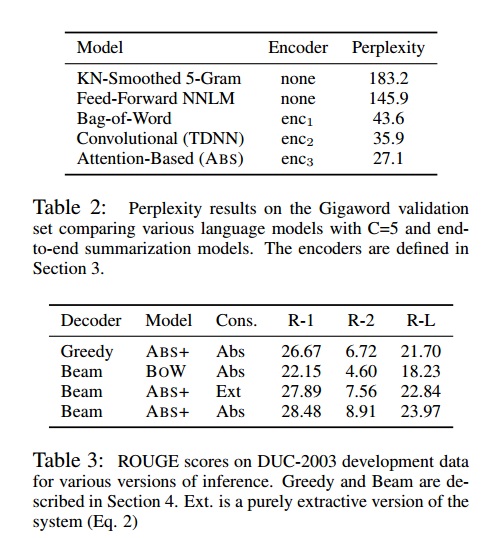 Model Encoder Perplexity
KN-Smoothed 5-Gram none 183.2
Feed-Forward NNLM none 145.9
Bag-of-Word enc1 43.6
Convolutional (TDNN) enc2 35.9
Attention-Based (ABS) enc3 27.1
Table 2: Perplexity results on the Gigaword validation
set comparing various language models with C=5 and end-
to-end summarization models. The encoders are defined in
Section 3.
Decoder Model Cons. R-1 R-2 R-L
Greedy ABS+ Abs 26.67 6.72 21.70
Beam BOW Abs 22.15 4.60 18.23
Beam ABS+ Ext 27.89 7.56 22.84
Beam ABS+ Abs 28.48 8.91 23.97
Table 3: ROUGE scores on DUC-2003 development data
for various versions of inference. Greedy and Beam are de-
scribed in Section 4. Ext. is a purely extractive version of the
system (Eq. 2)